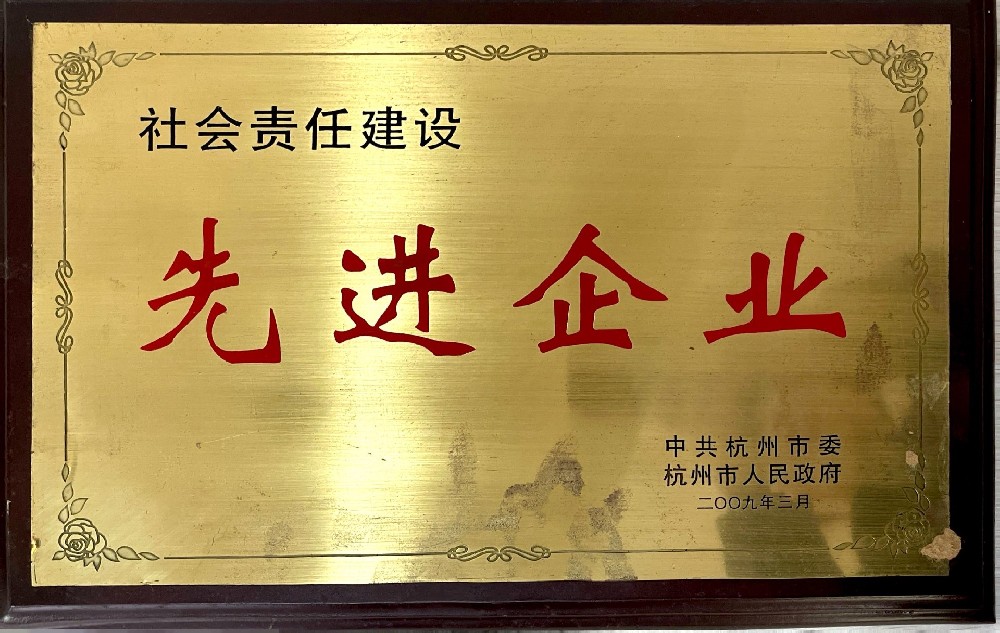 社会责任建设
先进企业
中共杭州市委
杭州市人民政府
二〇〇九年三月